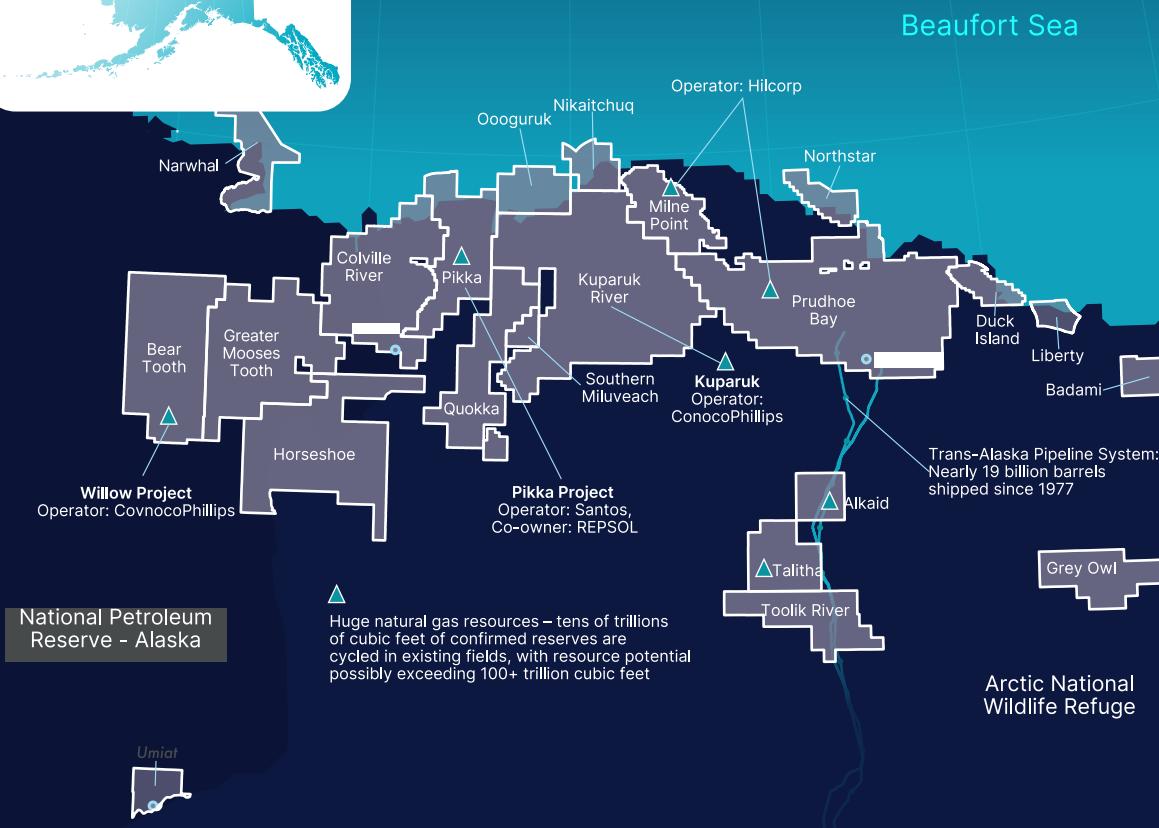 Beaufort Sea
Operator: Hilcorp
Nikaitchuq
Oooguruk
Narwhal
Northstar
Milne
Point
Colville
River
Pikka
Kuparuk
River
Prudhoe
Bay
Duck
Island
Liberty
Badami
Bear
Tooth
Greater
Mooses
Tooth
Southern
Miluveach
Kuparuk
Operator:
ConocoPhillips
Quokka
Horseshoe
Trans-Alaska Pipeline System:
Nearly 19 billion barrels
shipped since 1977
Willow Project
Operator: CovnocoPhillips
Pikka Project
Operator: Santos,
Co-owner: REPSOL
Alkaid
Talitha
Grey Owl
Toolik River
National Petroleum
Reserve - Alaska
Huge natural gas resources – tens of trillions
of cubic feet of confirmed reserves are
cycled in existing fields, with resource potential
possibly exceeding 100+ trillion cubic feet
Arctic National
Wildlife Refuge
Umiat